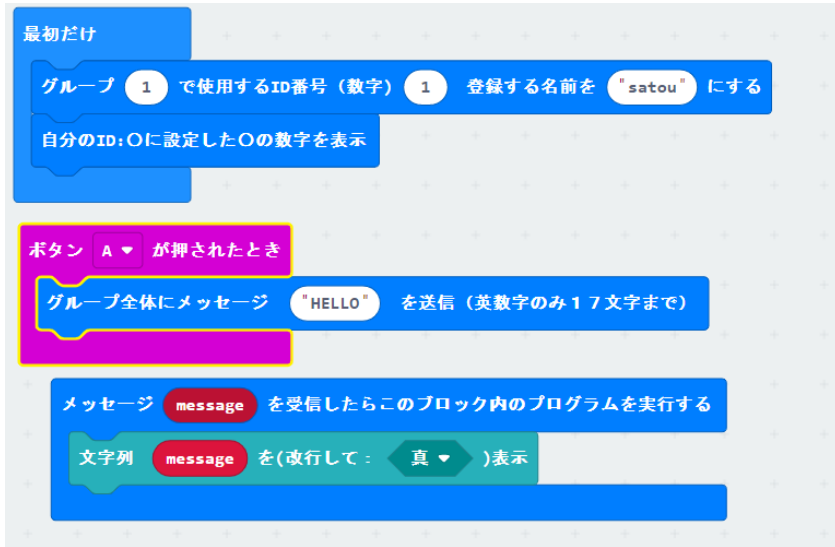 最初だけ
グループ 1 で使用するID番号(数字) 1 登録する名前を "satou" にする
自分のID:〇に設定した〇の数字を表示
ボタン A が押されたとき
グループ全体にメッセージ "HELLO" を送信(英数字のみ17文字まで)
メッセージ message を受信したらこのブロック内のプログラムを実行する
文字列 message を(改行して: 真 )表示